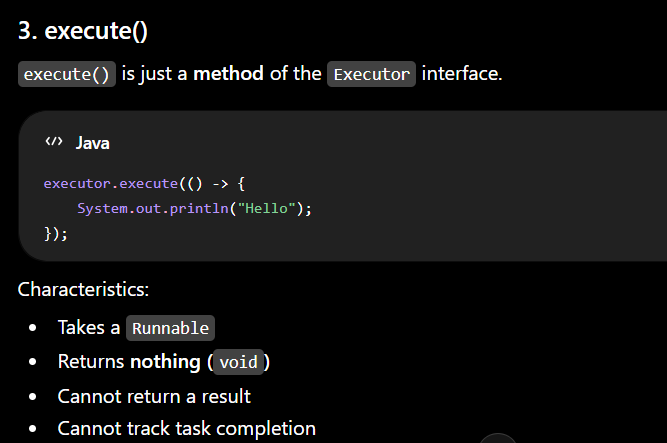 3. execute()
execute() is just a method of the Executor interface.
</> Java
executor.execute(() -> {
    System.out.println("Hello");
});
Characteristics:
• Takes a Runnable
• Returns nothing (void)
• Cannot return a result
• Cannot track task completion